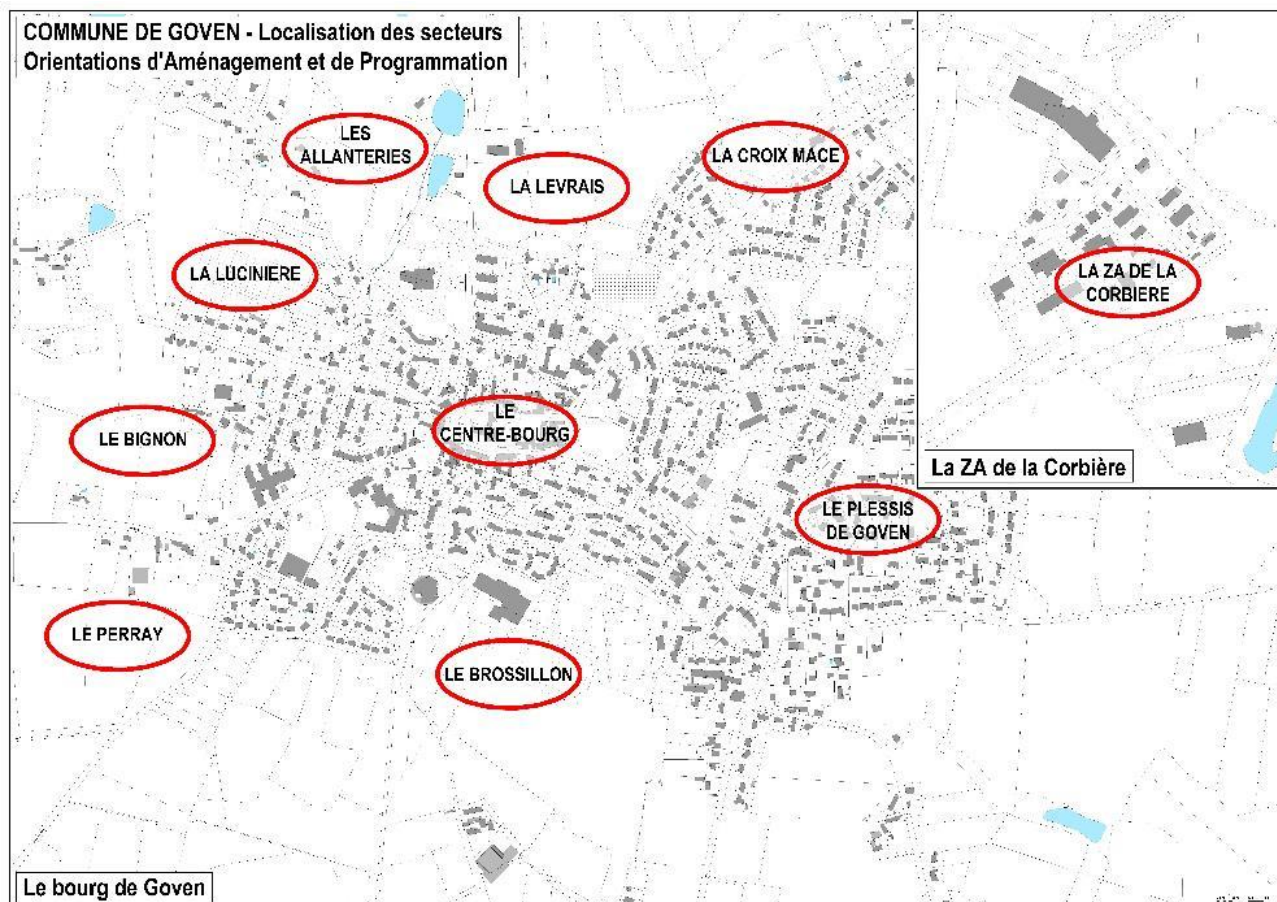 COMMUNE DE GOVEN - Localisation des secteurs
Orientations d'Aménagement et de Programmation
LES
ALLANTERIES
LA LEVRAIS
LA CROIX MACE
LA LUCINIERE
LA ZA DE LA
CORBIERE
LE
CENTRE-BOURG
LE BIGNON
La ZA de la Corbière
LE PLESSIS
DE GOVEN
LE PERRAY
LE BROSSILLON
Le bourg de Goven